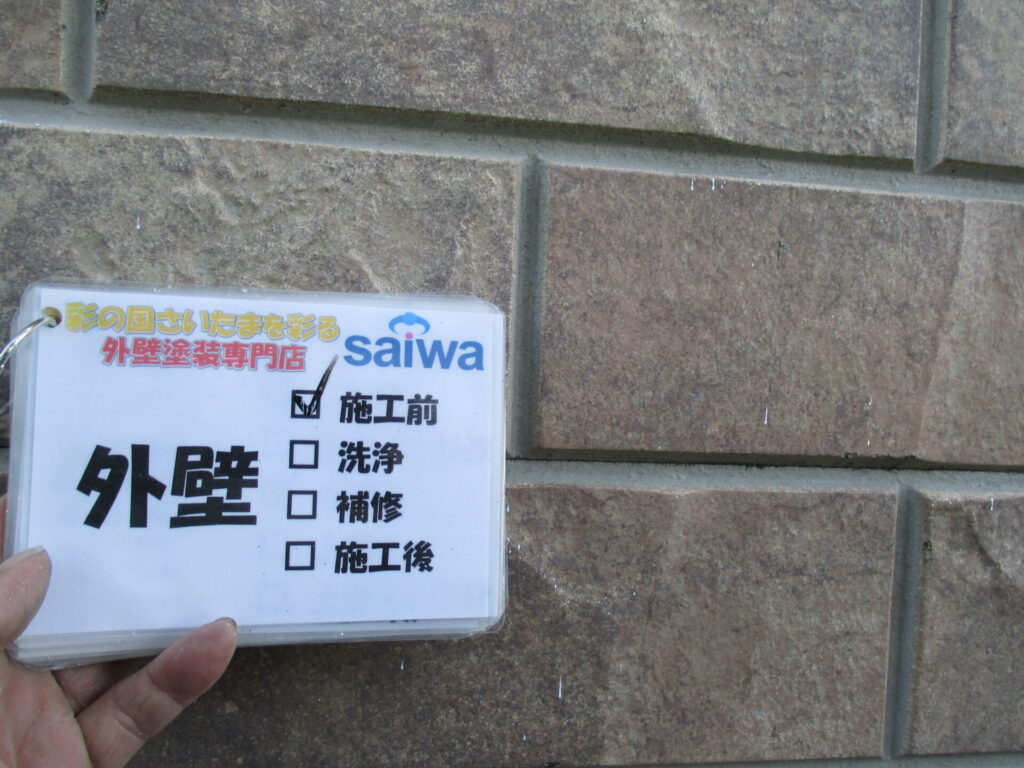 彩の国さいたまを彩る
外壁塗装専門店
saiwa
外壁
☑ 施工前
☐ 洗浄
☐ 補修
☐ 施工後